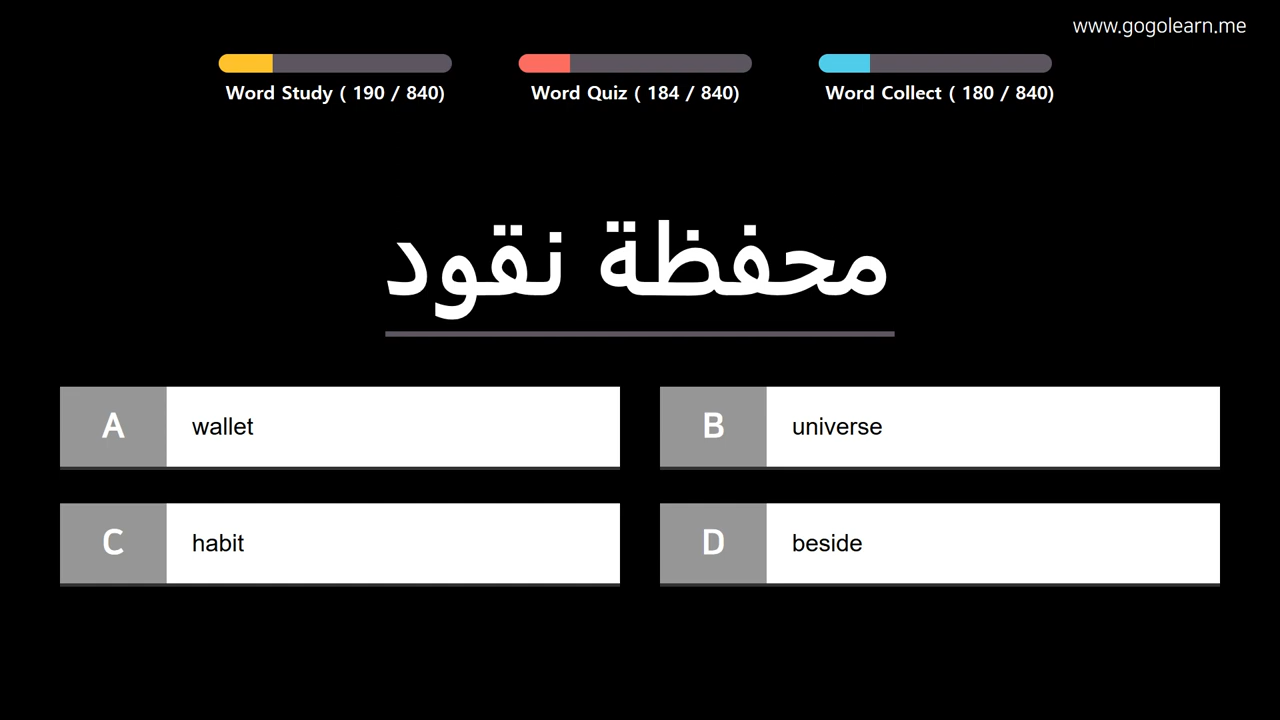 www.gogolearn.me
Word Study ( 190 / 840)
Word Quiz ( 184 / 840)
Word Collect ( 180 / 840)
محفظة نقود
A wallet
B universe
C habit
D beside